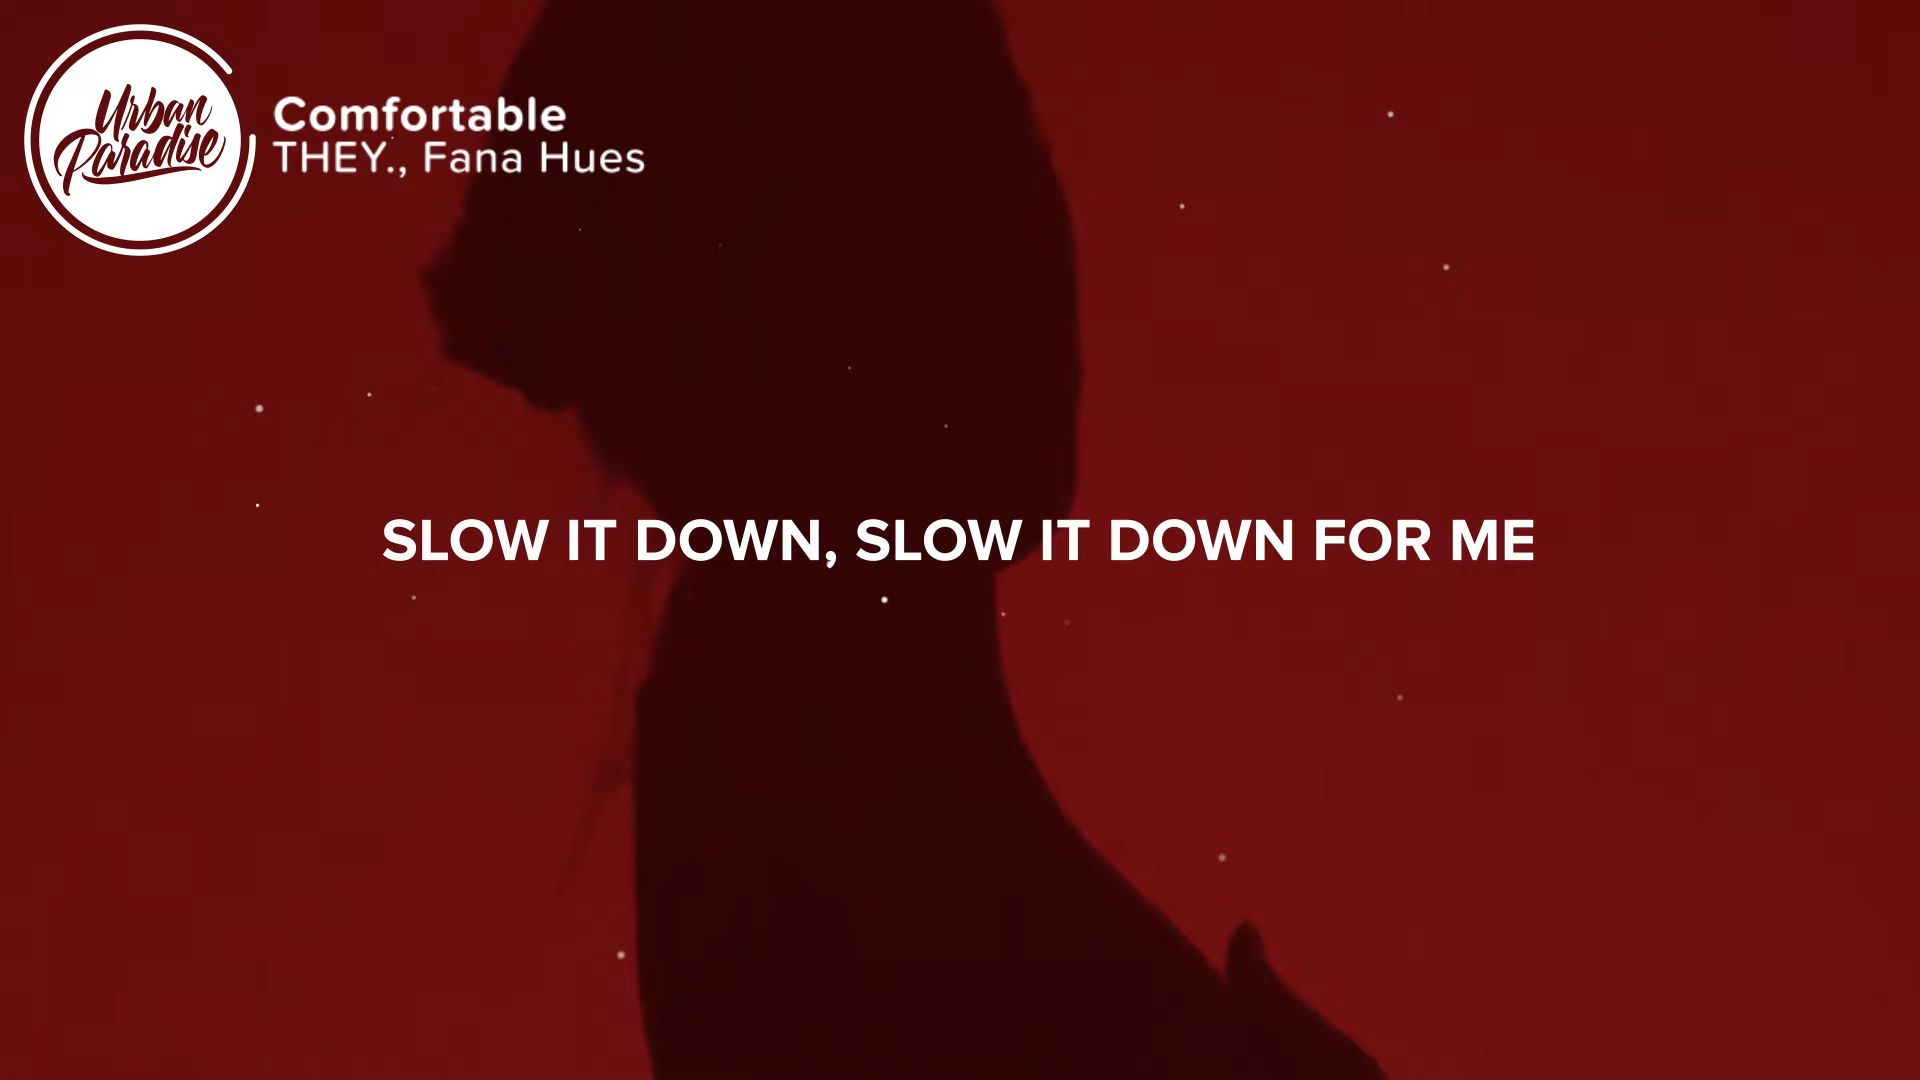 Urban
Paradise
Comfortable
THEY., Fana Hues
SLOW IT DOWN, SLOW IT DOWN FOR ME